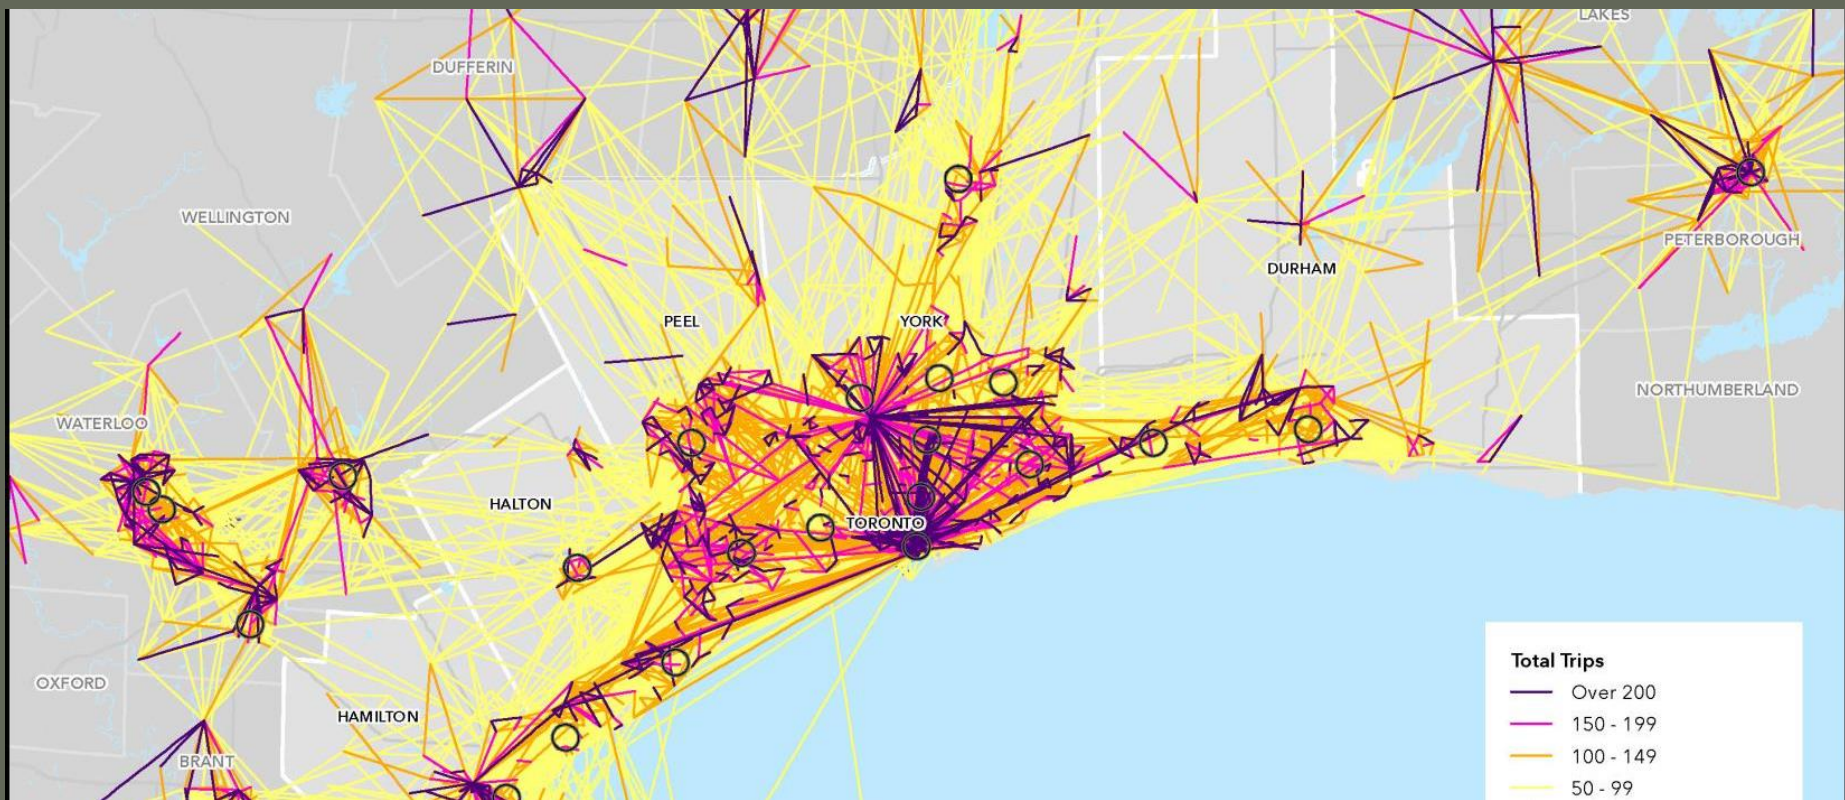 LAKES
DUFFERIN
WELLINGTON
PETERBOROUGH
DURHAM
PEEL
YORK
NORTHUMBERLAND
WATERLOO
HALTON
TORONTO
OXFORD
HAMILTON
BRANT
Total Trips
Over 200
150 - 199
100 - 149
50 - 99